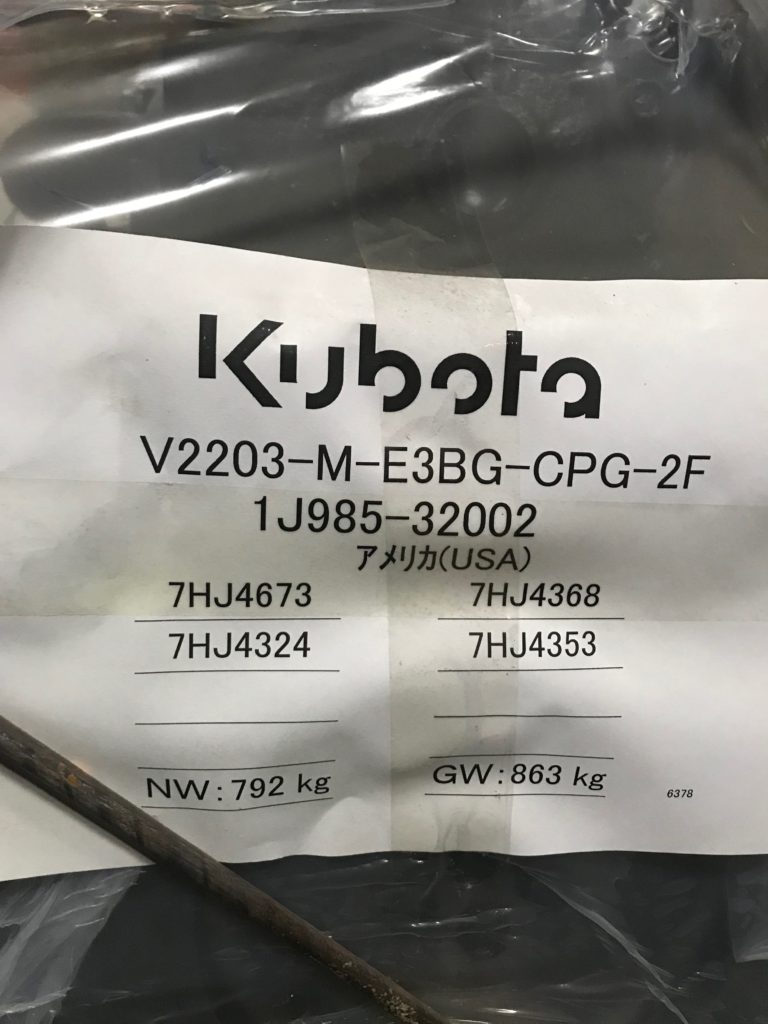 Kubota
V2203-M-E3BG-CPG-2F
1J985-32002
アメリカ(USA)
7HJ4673 7HJ4368
7HJ4324 7HJ4353
NW:792 kg GW:863 kg
6378